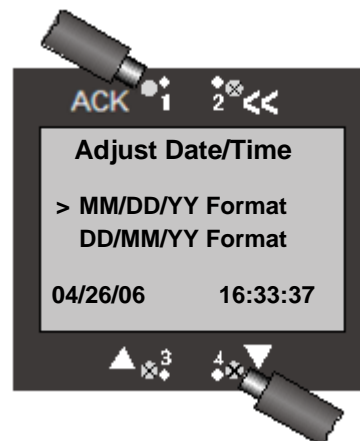 ACK 1 2 <<
Adjust Date/Time
> MM/DD/YY Format
DD/MM/YY Format
04/26/06 16:33:37
3 4